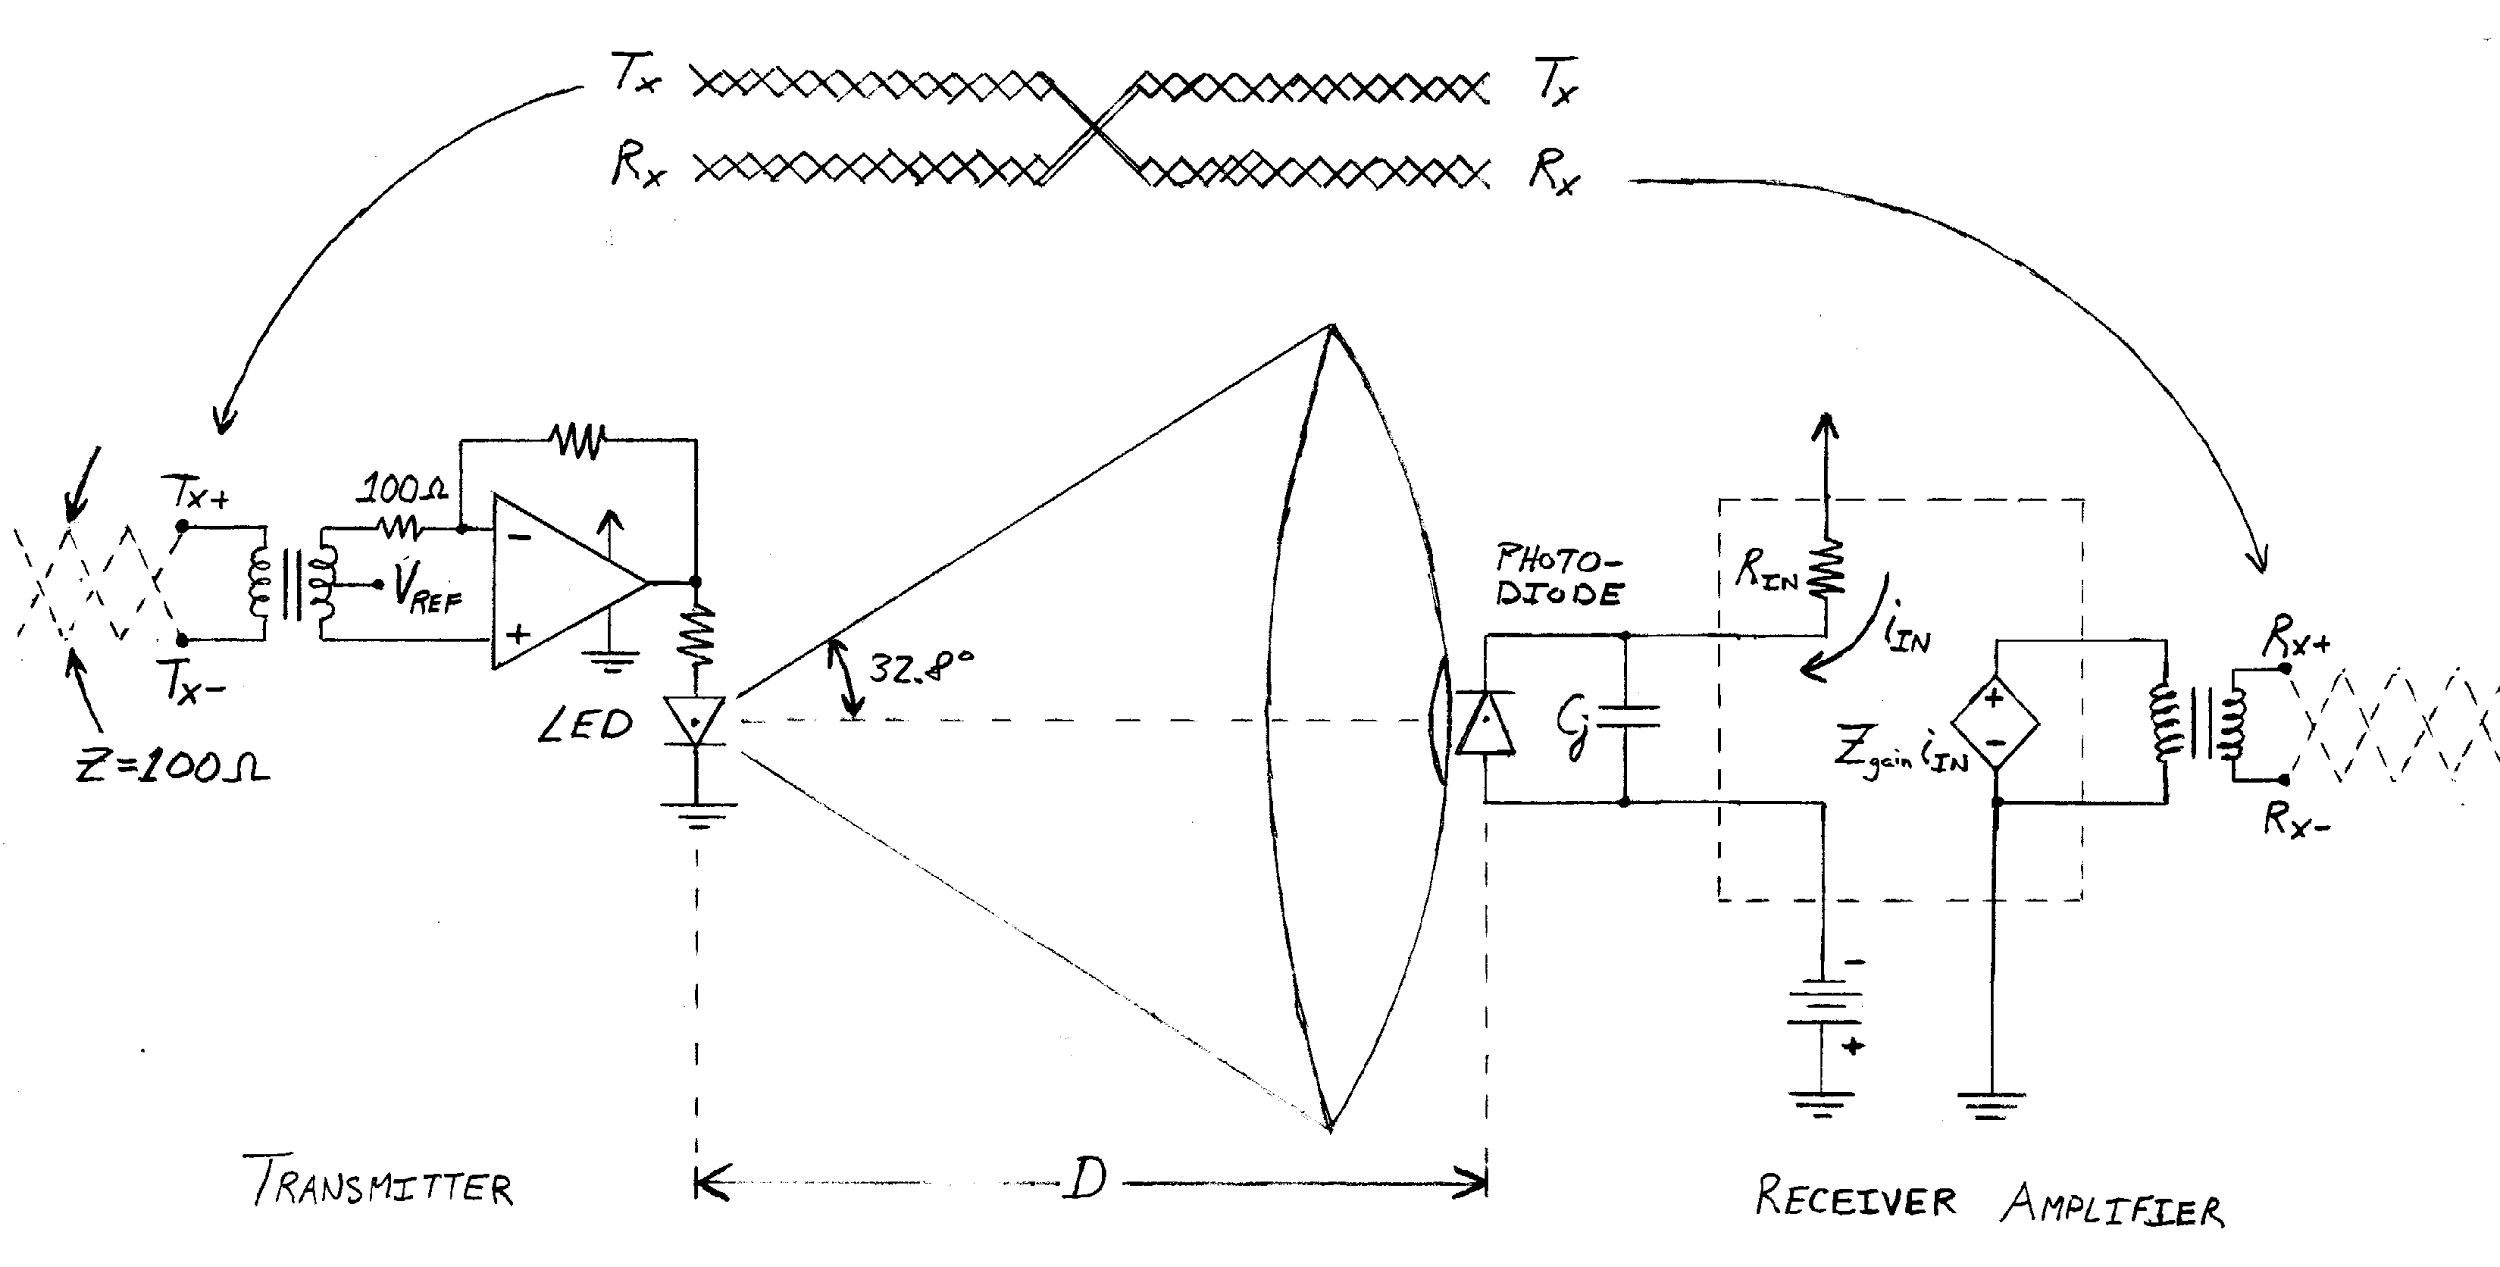 Tx Tx
Rx Rx
Tx+
100Ω
VREF
Tx-
Z=100Ω
LED
32.8°
PHOTO-
DIODE
Cj
RIN
iIN
+
-
Zgain iIN
Rx+
Rx-
-
+
-
+
D
TRANSMITTER
RECEIVER AMPLIFIER